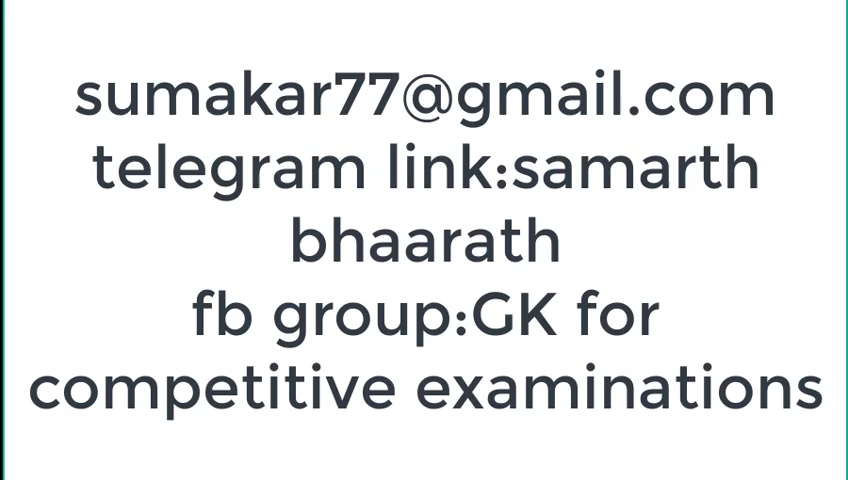 sumakar77@gmail.com
telegram link:samarth
bhaarath
fb group:GK for
competitive examinations